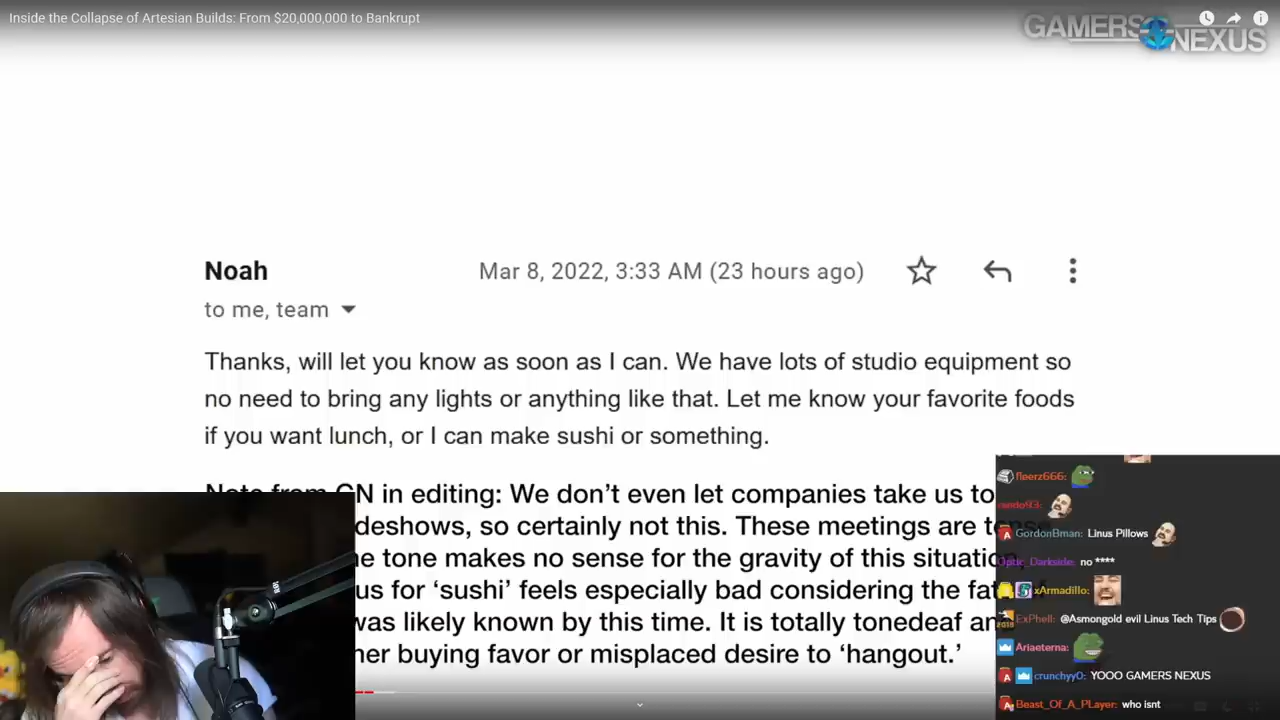 Inside the Collapse of Artesian Builds: From $20,000,000 to Bankrupt
GAMERS NEXUS
Noah
Mar 8, 2022, 3:33 AM (23 hours ago)
to me, team
Thanks, will let you know as soon as I can. We have lots of studio equipment so
no need to bring any lights or anything like that. Let me know your favorite foods
if you want lunch, or I can make sushi or something.
Note from GN in editing: We don’t even let companies take us to
deshows, so certainly not this. These meetings are tense
tone makes no sense for the gravity of this situation,
us for ‘sushi’ feels especially bad considering the
was likely known by this time. It is totally tonedeaf
buying favor or misplaced desire to ‘hangout.’
fleerz666:
GordonBman: Linus Pillows
Optic_Darkside: no ****
xArmadillo:
ExPhell: @Asmongold evil Linus Tech Tips
Ariaeterna:
crunchyy0: YOOO GAMERS NEXUS
Beast_Of_A_PLayer: who isnt